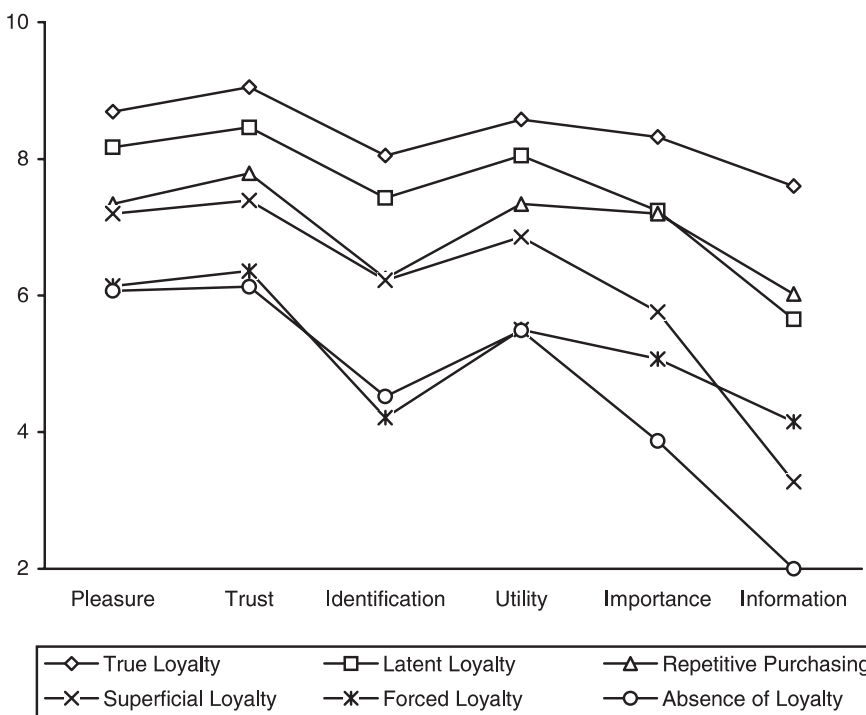 10
8
6
4
2
Pleasure Trust Identification Utility Importance Information
True Loyalty Latent Loyalty Repetitive Purchasing
Superficial Loyalty Forced Loyalty Absence of Loyalty